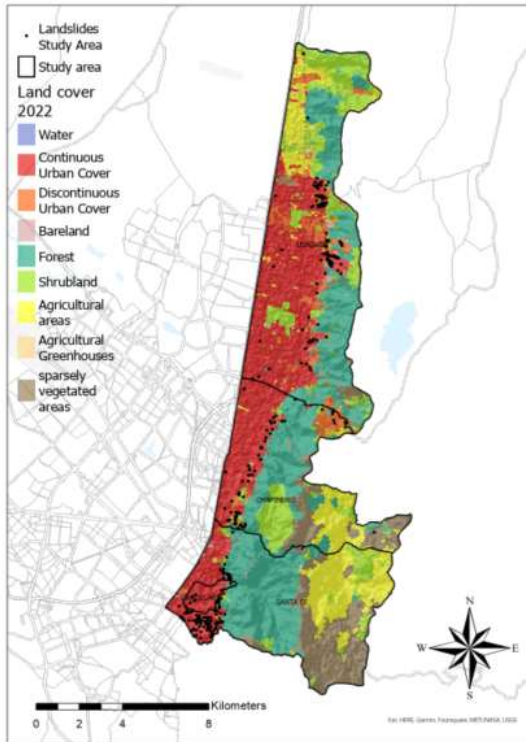 Landslides
Study Area
Study area
Land cover
2022
Water
Continuous
Urban Cover
Discontinuous
Urban Cover
Bareland
Forest
Shrubland
Agricultural
areas
Agricultural
Greenhouses
sparsely
vegetated
areas
USAQUEN
CHAPINERO
SANTA FE
N
W
E
S
Kilometers
0 2 4 8
Esri, HERE, Garmin, Foursquare, METI/NASA, USGS